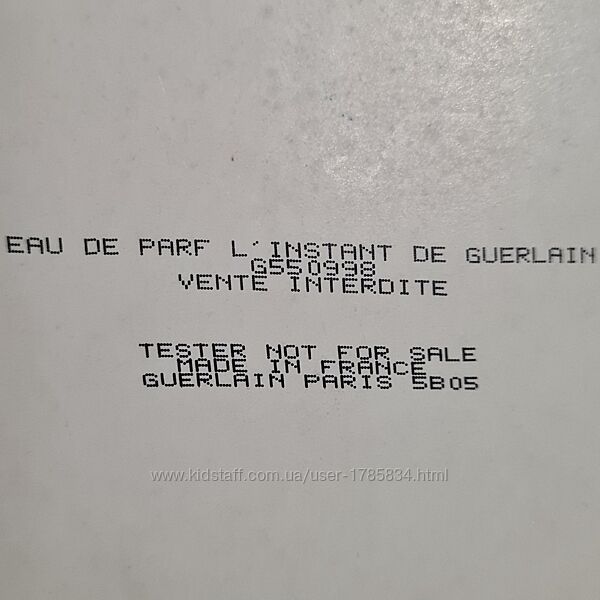 EAU DE PARF L'INSTANT DE GUERLAIN
G550998
VENTE INTERDITE
TESTER NOT FOR SALE
MADE IN FRANCE
GUERLAIN PARIS 5B05
www.kidstaff.com.ua/user-1785834.html